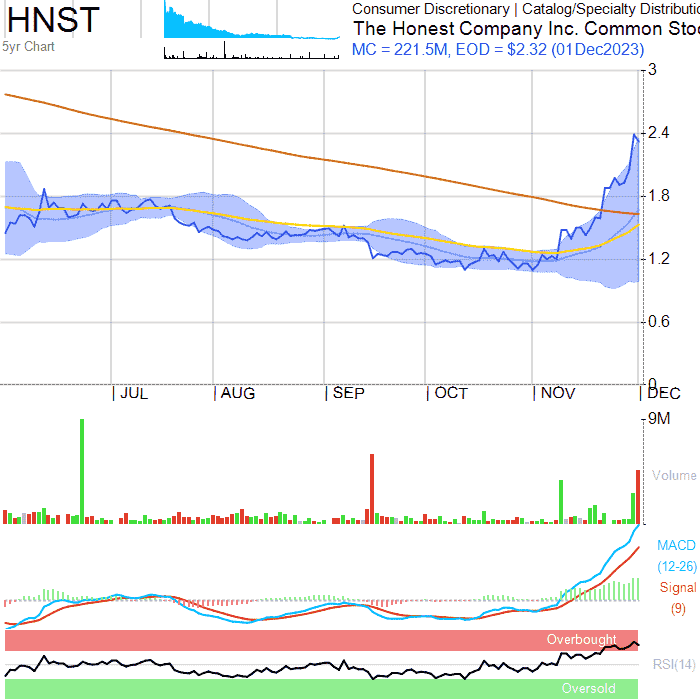 HNST
5yr Chart
Consumer Discretionary | Catalog/Specialty Distributio
The Honest Company Inc. Common Stoc
MC = 221.5M, EOD = $2.32 (01Dec2023)
3
2.4
1.8
1.2
0.6
0
JUL AUG SEP OCT NOV DEC
9M
Volume
MACD
(12-26)
Signal
(9)
Overbought
RSI(14)
Oversold